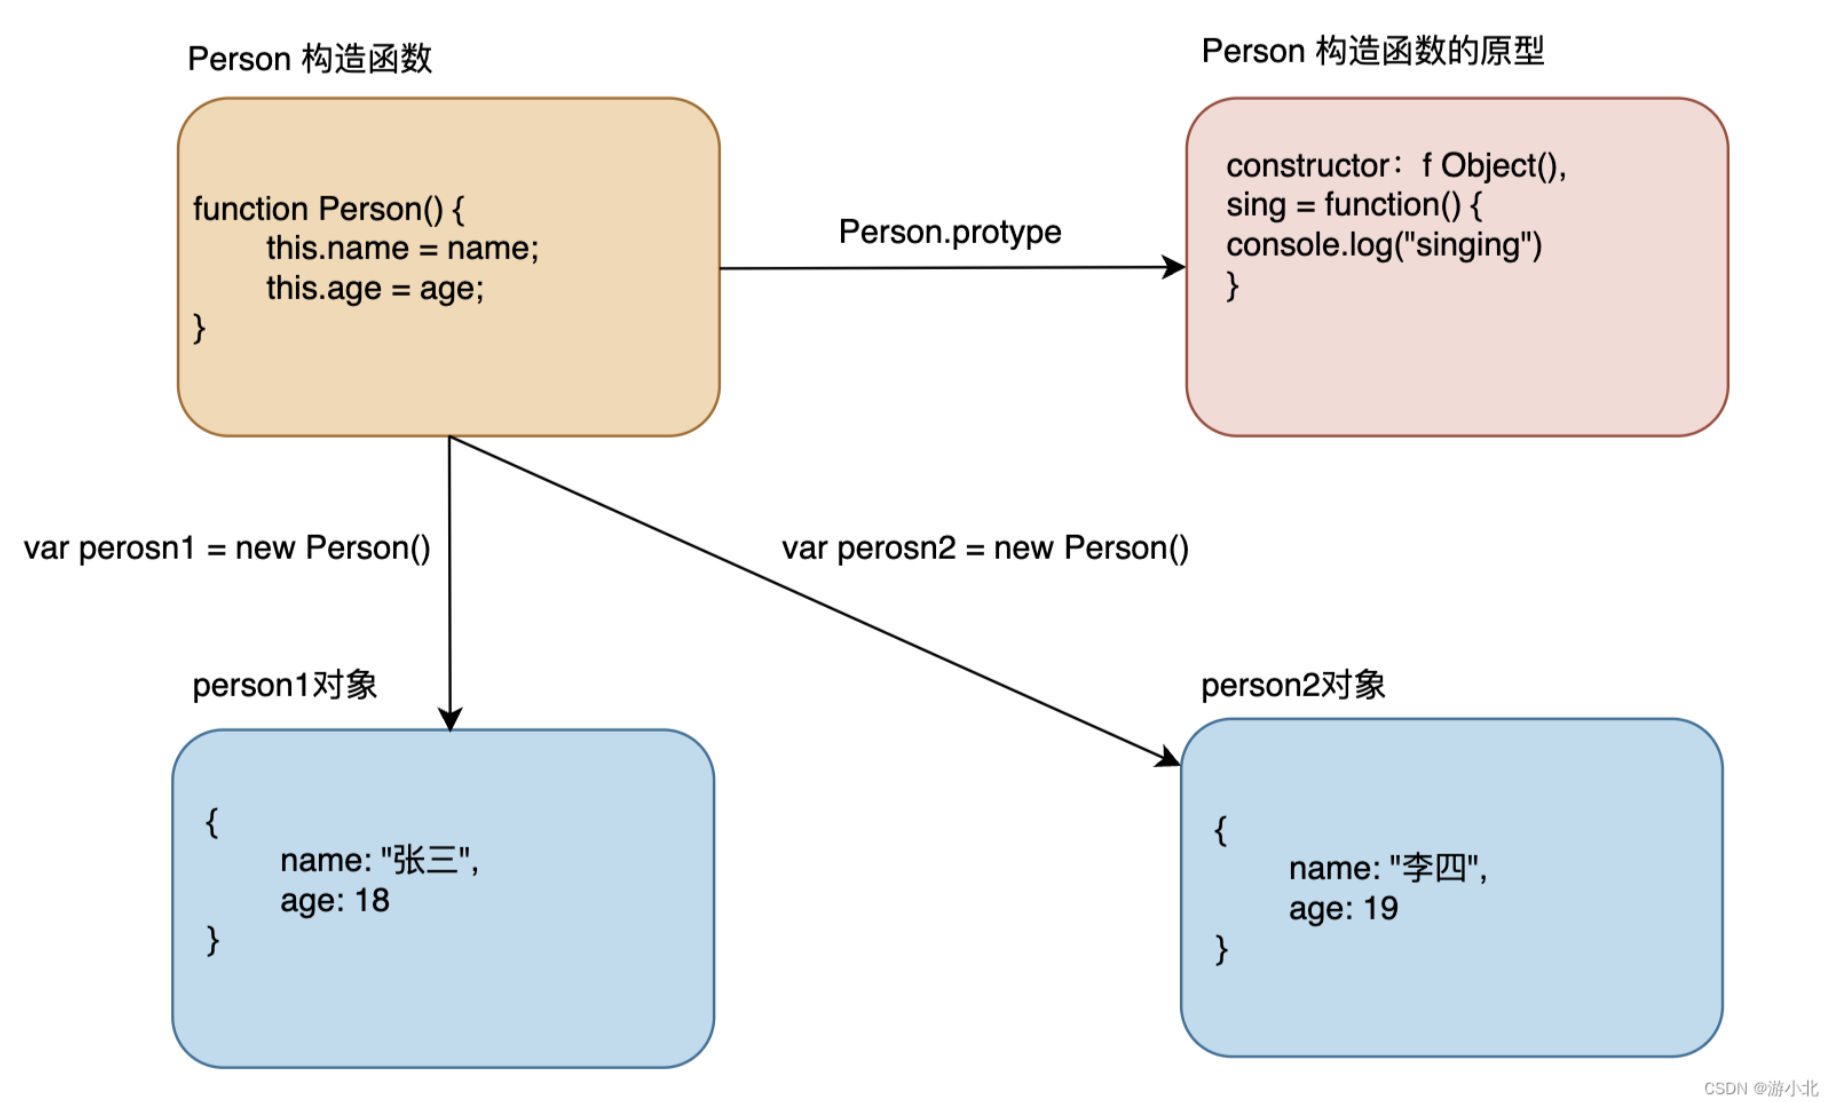 Person 构造函数
Person 构造函数的原型
function Person() {
this.name = name;
this.age = age;
}
Person.protype
constructor：f Object(),
sing = function() {
console.log("singing")
}
var perosn1 = new Person()
var perosn2 = new Person()
person1对象
person2对象
{
name: "张三",
age: 18
}
{
name: "李四",
age: 19
}
CSDN @游小北